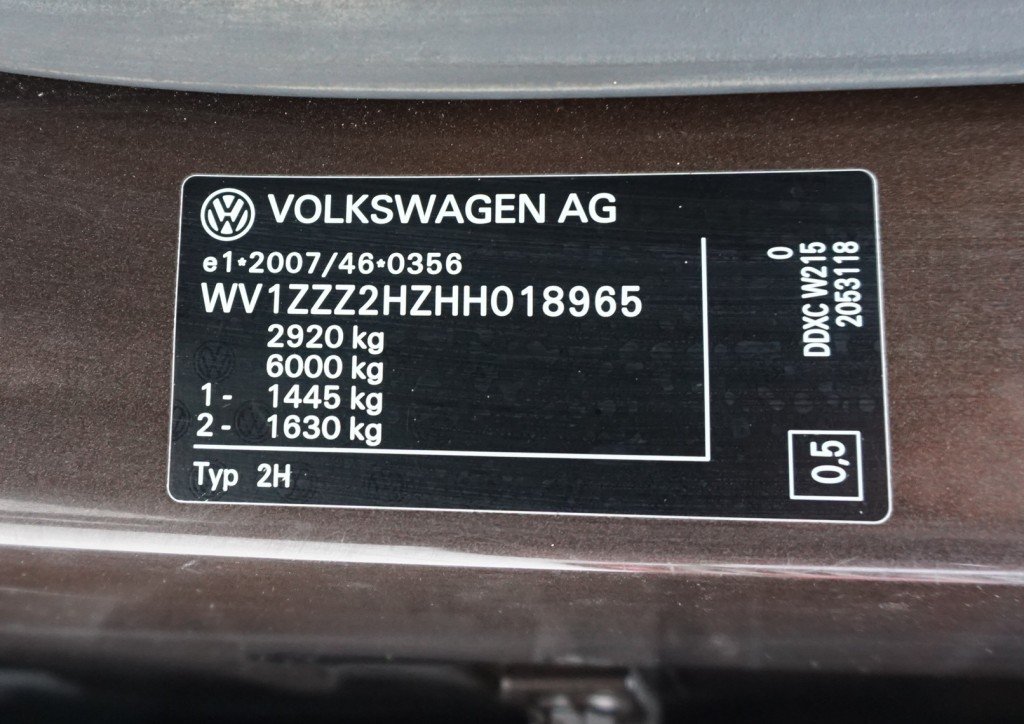 VOLKSWAGEN AG
e1*2007/46*0356
WV1ZZZ2HZHH018965
2920 kg
6000 kg
1- 1445 kg
2- 1630 kg
Typ 2H
0
DDXC W215
2053118
0,5